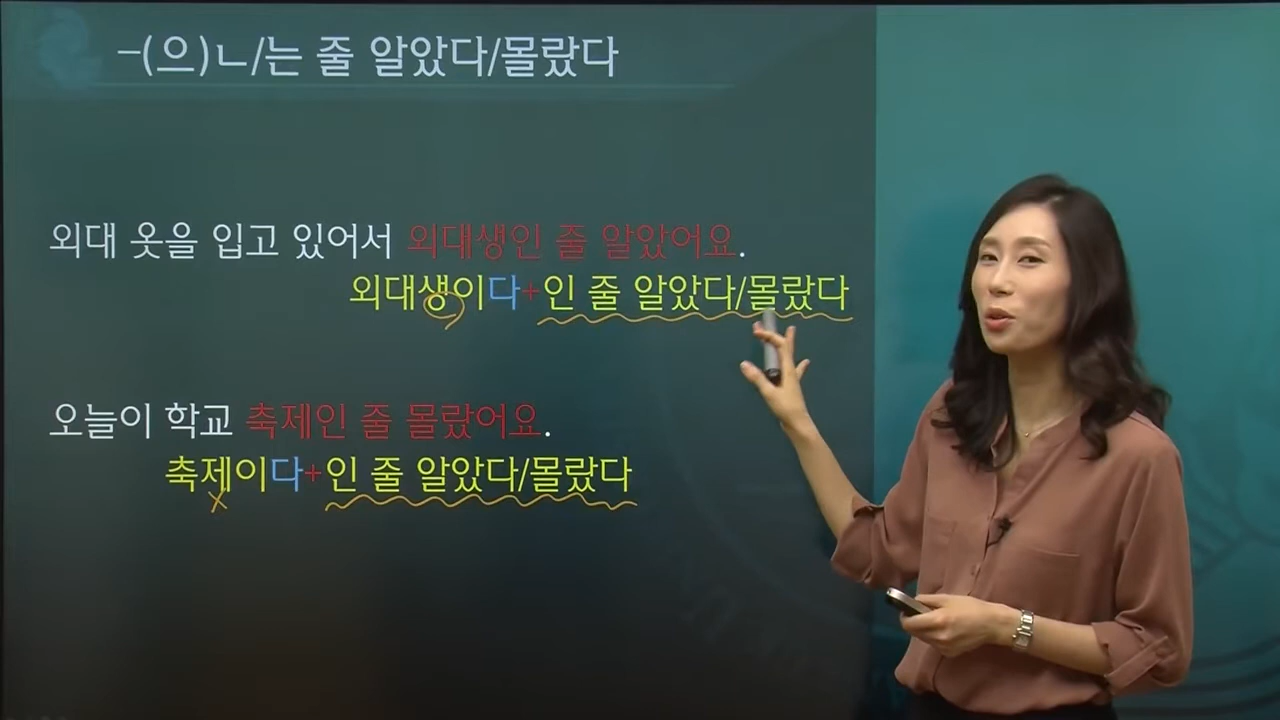 -(으)ㄴ/는 줄 알았다/몰랐다
외대 옷을 입고 있어서 외대생인 줄 알았어요.
외대생이다+인 줄 알았다/몰랐다
오늘이 학교 축제인 줄 몰랐어요.
축제이다+인 줄 알았다/몰랐다